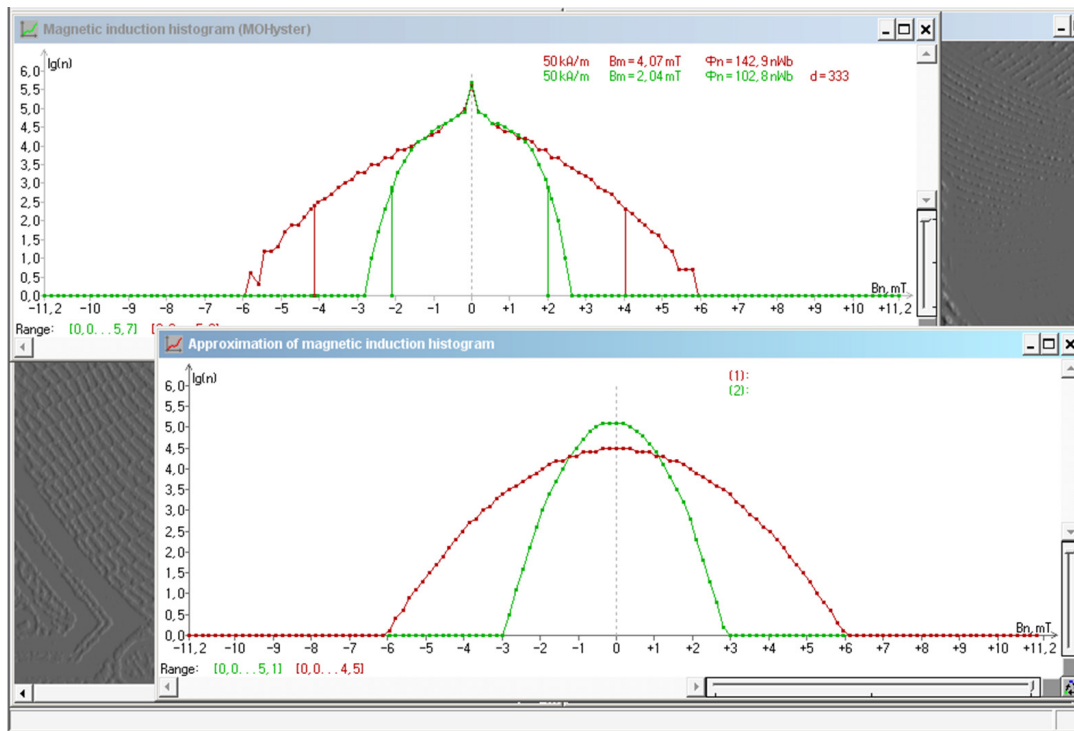 Magnetic induction histogram (MOHyster)
lg(n)
50 kA/m Bm = 4,07 mT Фn = 142,9 nWb
50 kA/m Bm = 2,04 mT Фn = 102,8 nWb d = 333
6,0
5,5
5,0
4,5
4,0
3,5
3,0
2,5
2,0
1,5
1,0
0,5
0,0
Bn, mT
-11,2 -10 -9 -8 -7 -6 -5 -4 -3 -2 -1 0 +1 +2 +3 +4 +5 +6 +7 +8 +9 +10 +11,2
Range: [0,0...5,7]
Approximation of magnetic induction histogram
lg(n)
(1):
(2):
6,0
5,5
5,0
4,5
4,0
3,5
3,0
2,5
2,0
1,5
1,0
0,5
0,0
Bn, mT
-11,2 -10 -9 -8 -7 -6 -5 -4 -3 -2 -1 0 +1 +2 +3 +4 +5 +6 +7 +8 +9 +10 +11,2
Range: [0,0...5,1] [0,0...4,5]